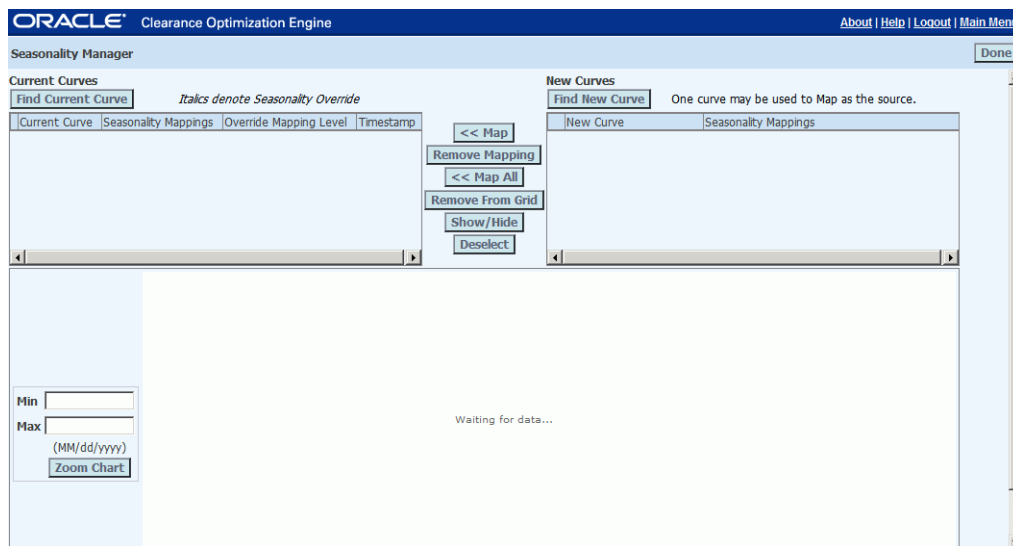 ORACLE Clearance Optimization Engine About | Help | Logout | Main Menu
Seasonality Manager Done
Current Curves New Curves
Find Current Curve Italics denote Seasonality Override Find New Curve One curve may be used to Map as the source.
Current Curve Seasonality Mappings Override Mapping Level Timestamp New Curve Seasonality Mappings
<< Map
Remove Mapping
<< Map All
Remove From Grid
Show/Hide
Deselect
Min
Max
(MM/dd/yyyy)
Zoom Chart
Waiting for data...